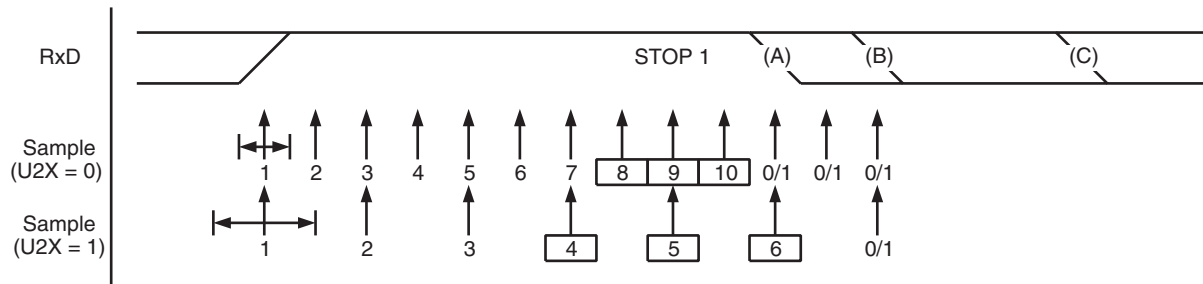 RxD STOP 1 (A) (B) (C)
Sample
(U2X = 0)
1 2 3 4 5 6 7 8 9 10 0/1 0/1 0/1
Sample
(U2X = 1)
1 2 3 4 5 6 0/1